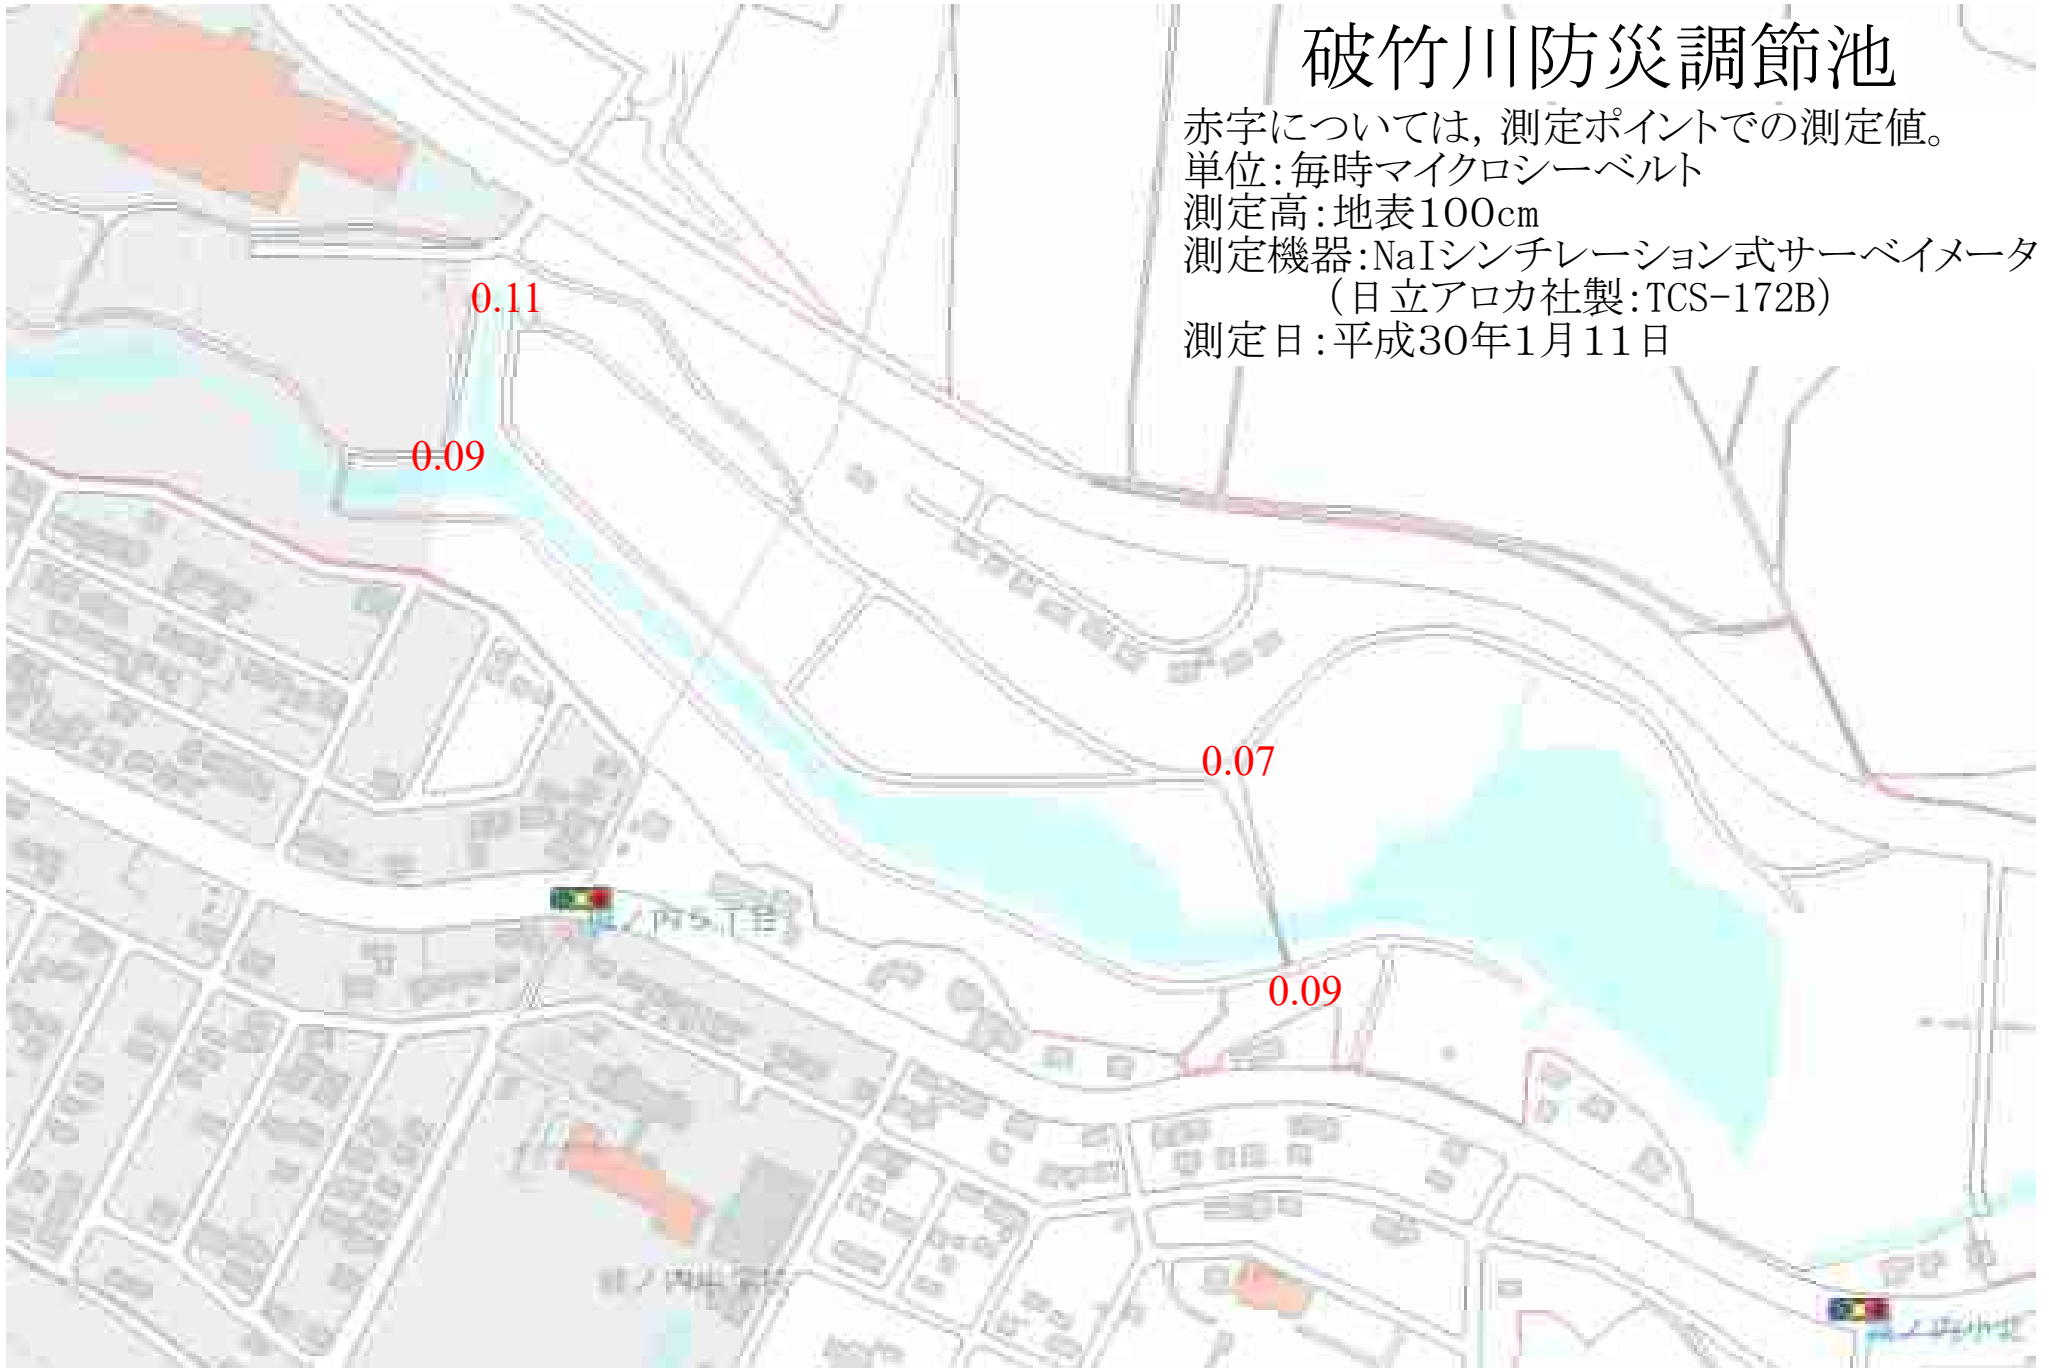 破竹川防災調節池
赤字については，測定ポイントでの測定値。
単位：毎時マイクロシーベルト
測定高：地表１００cm
測定機器：NaIシンチレーション式サーベイメータ
（日立アロカ社製：TCS-172B）
測定日：平成３０年１月１１日
0.11
0.09
0.07
0.09